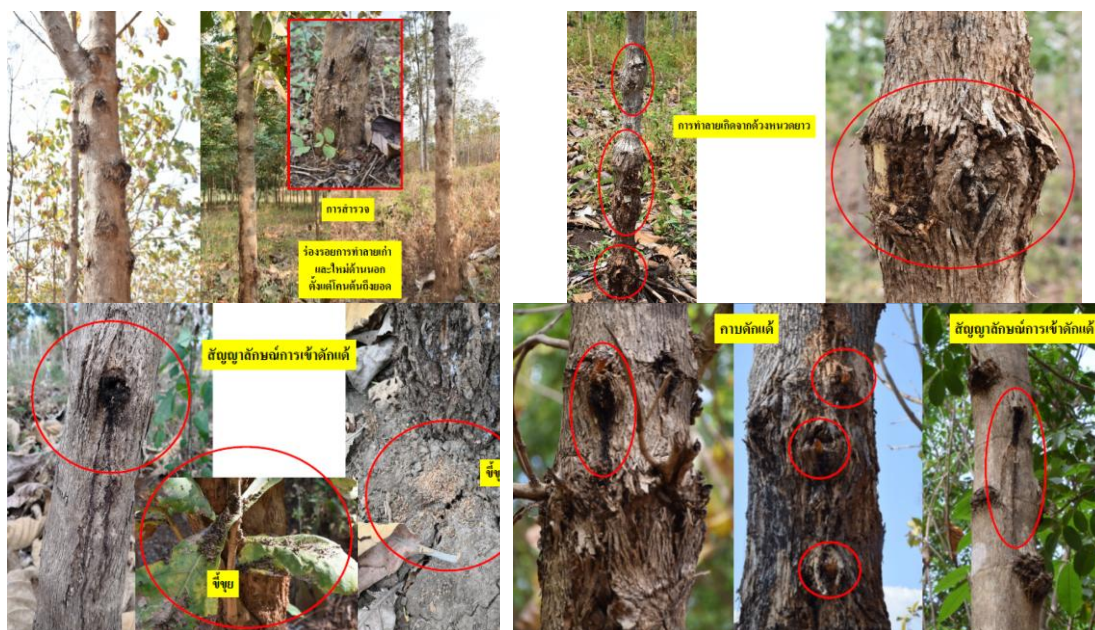 การสำรวจ
ร่องรอยการทำลายเก่า
และใหม่ด้านนอก
ตั้งแต่โคนต้นถึงยอด
การทำลายเกิดจากด้วงหนวดยาว
สัญญาลักษณ์การเข้าดักแด้
ขี้ขุย
คาบดักแด้
สัญญาลักษณ์การเข้าดักแด้